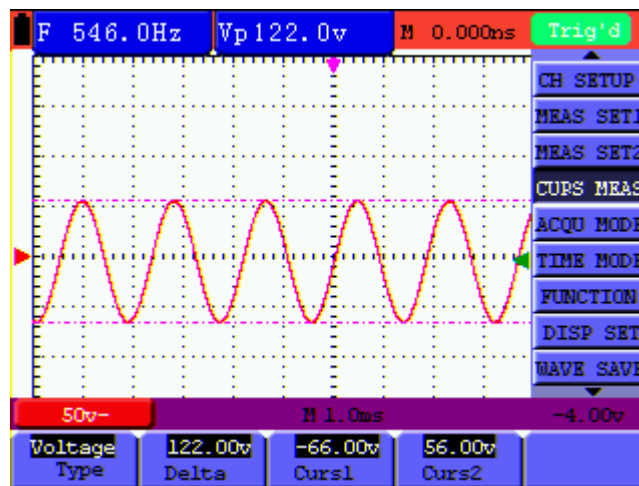 F 546.0Hz Vp122.0v M 0.000ns Trig'd
CH SETUP
MEAS SET1
MEAS SET2
CURS MEAS
ACQU MODE
TIME MODE
FUNCTION
DISP SET
WAVE SAVE
50v~ M 1.0ms -4.00v
Voltage 122.00v -66.00v 56.00v
Type Delta Curs1 Curs2